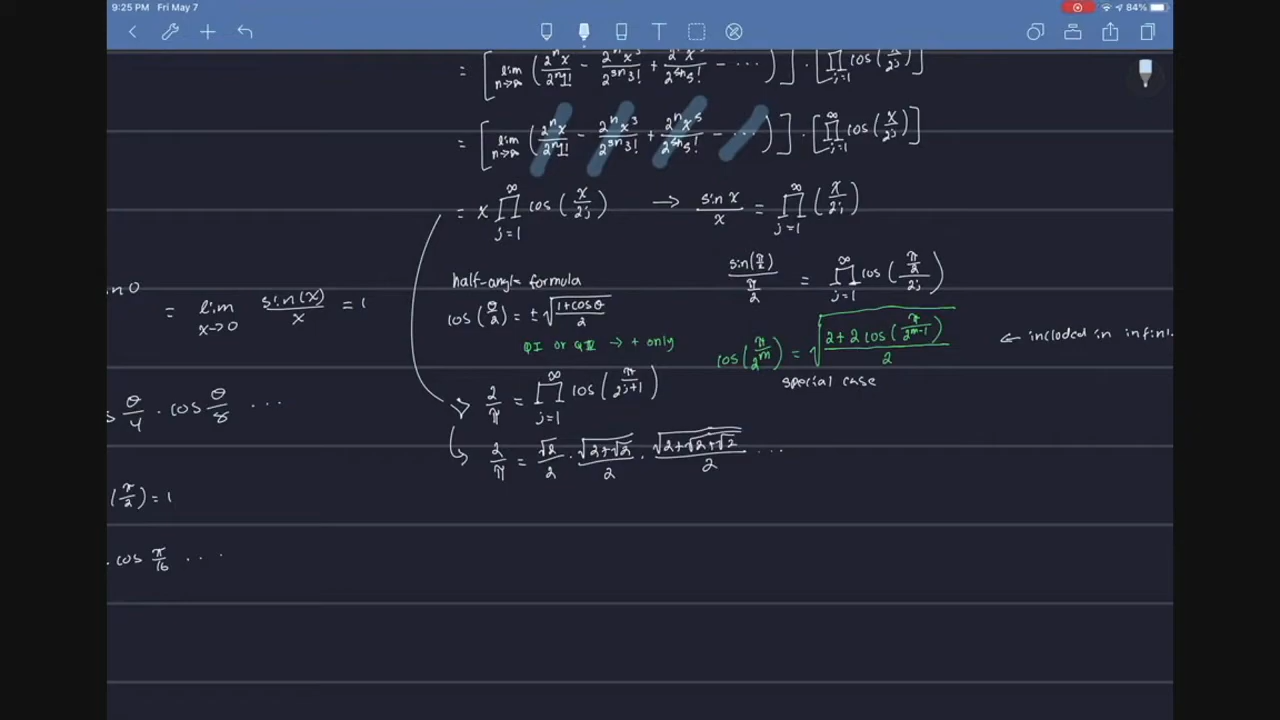 9:25 PM Fri May 7 84%
= [ lim n→∞ ( 2ⁿx/2ⁿ1! − 2ⁿx³/2³ⁿ3! + 2ⁿx⁵/2⁵ⁿ5! − ··· ) ] · [ ∏ j=1 cos(x/2ʲ) ]
= [ lim n→∞ ( 2ⁿx/2ⁿ1! − 2ⁿx³/2³ⁿ3! + 2ⁿx⁵/2⁵ⁿ5! − ··· ) ] · [ ∏ j=1 ∞ cos(x/2ʲ) ]
= x ∏ j=1 ∞ cos(x/2ʲ) → sin x/x = ∏ j=1 ∞ (x/2ʲ)
sin(π/2)/(π/2) = ∏ j=1 ∞ cos((π/2)/2ʲ)
half-angle formula
cos(θ/2) = ±√((1+cosθ)/2)
QI or QII → + only
cos(π/2ᵐ) = √(2+2cos(π/2ᵐ⁻¹))/2 ← included in infin
special case
= lim x→0 sin(x)/x = 1
2/π = ∏ j=1 ∞ cos(π/2ʲ⁺¹)
θ/4 · cos θ/8 ···
2/π = √2/2 · √(2+√2)/2 · √(2+√(2+√2))/2 ···
(π/2) = 1
· cos π/16 ···